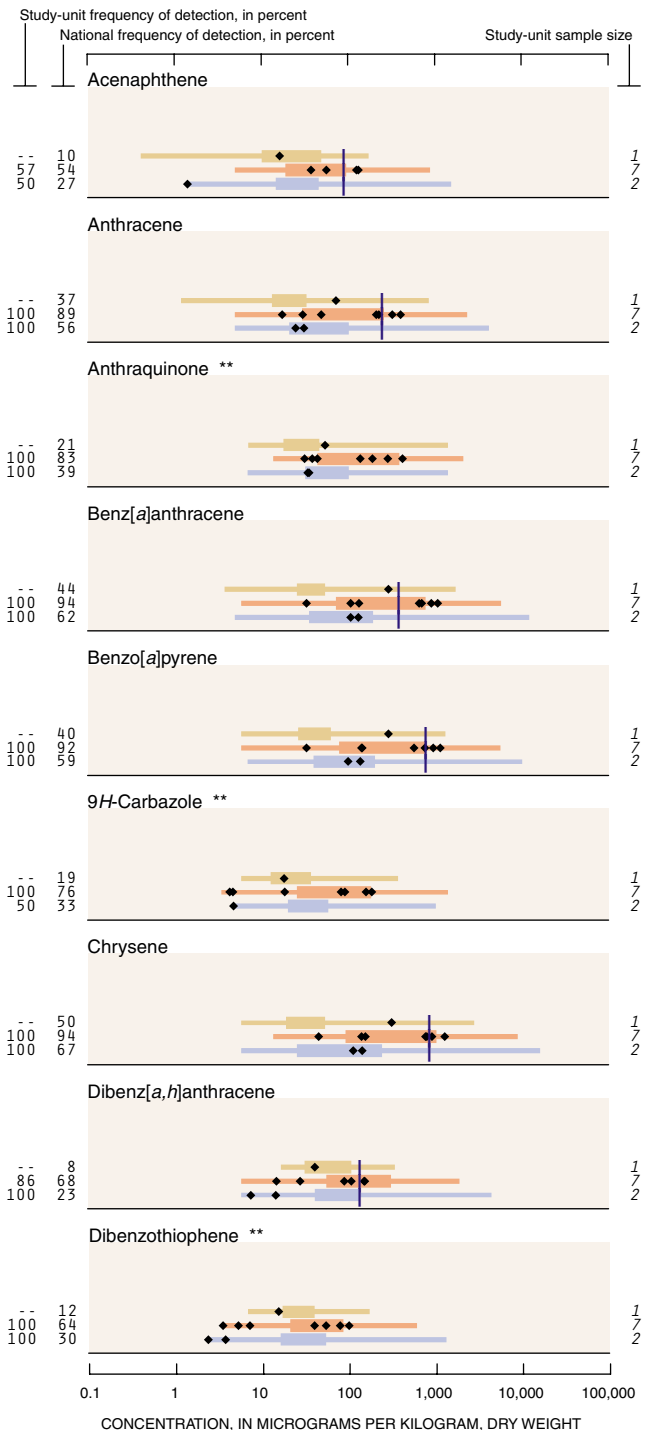 Study-unit frequency of detection, in percent
National frequency of detection, in percent
Study-unit sample size
Acenaphthene
-- 10 1
57 54 7
50 27 2
Anthracene
-- 37 1
100 89 7
100 56 2
Anthraquinone **
-- 21 1
100 83 7
100 39 2
Benz[a]anthracene
-- 44 1
100 94 7
100 62 2
Benzo[a]pyrene
-- 40 1
100 92 7
100 59 2
9H-Carbazole **
-- 19 1
100 76 7
50 33 2
Chrysene
-- 50 1
100 94 7
100 67 2
Dibenz[a,h]anthracene
-- 8 1
86 68 7
100 23 2
Dibenzothiophene **
-- 12 1
100 64 7
100 30 2
0.1 1 10 100 1,000 10,000 100,000
CONCENTRATION, IN MICROGRAMS PER KILOGRAM, DRY WEIGHT